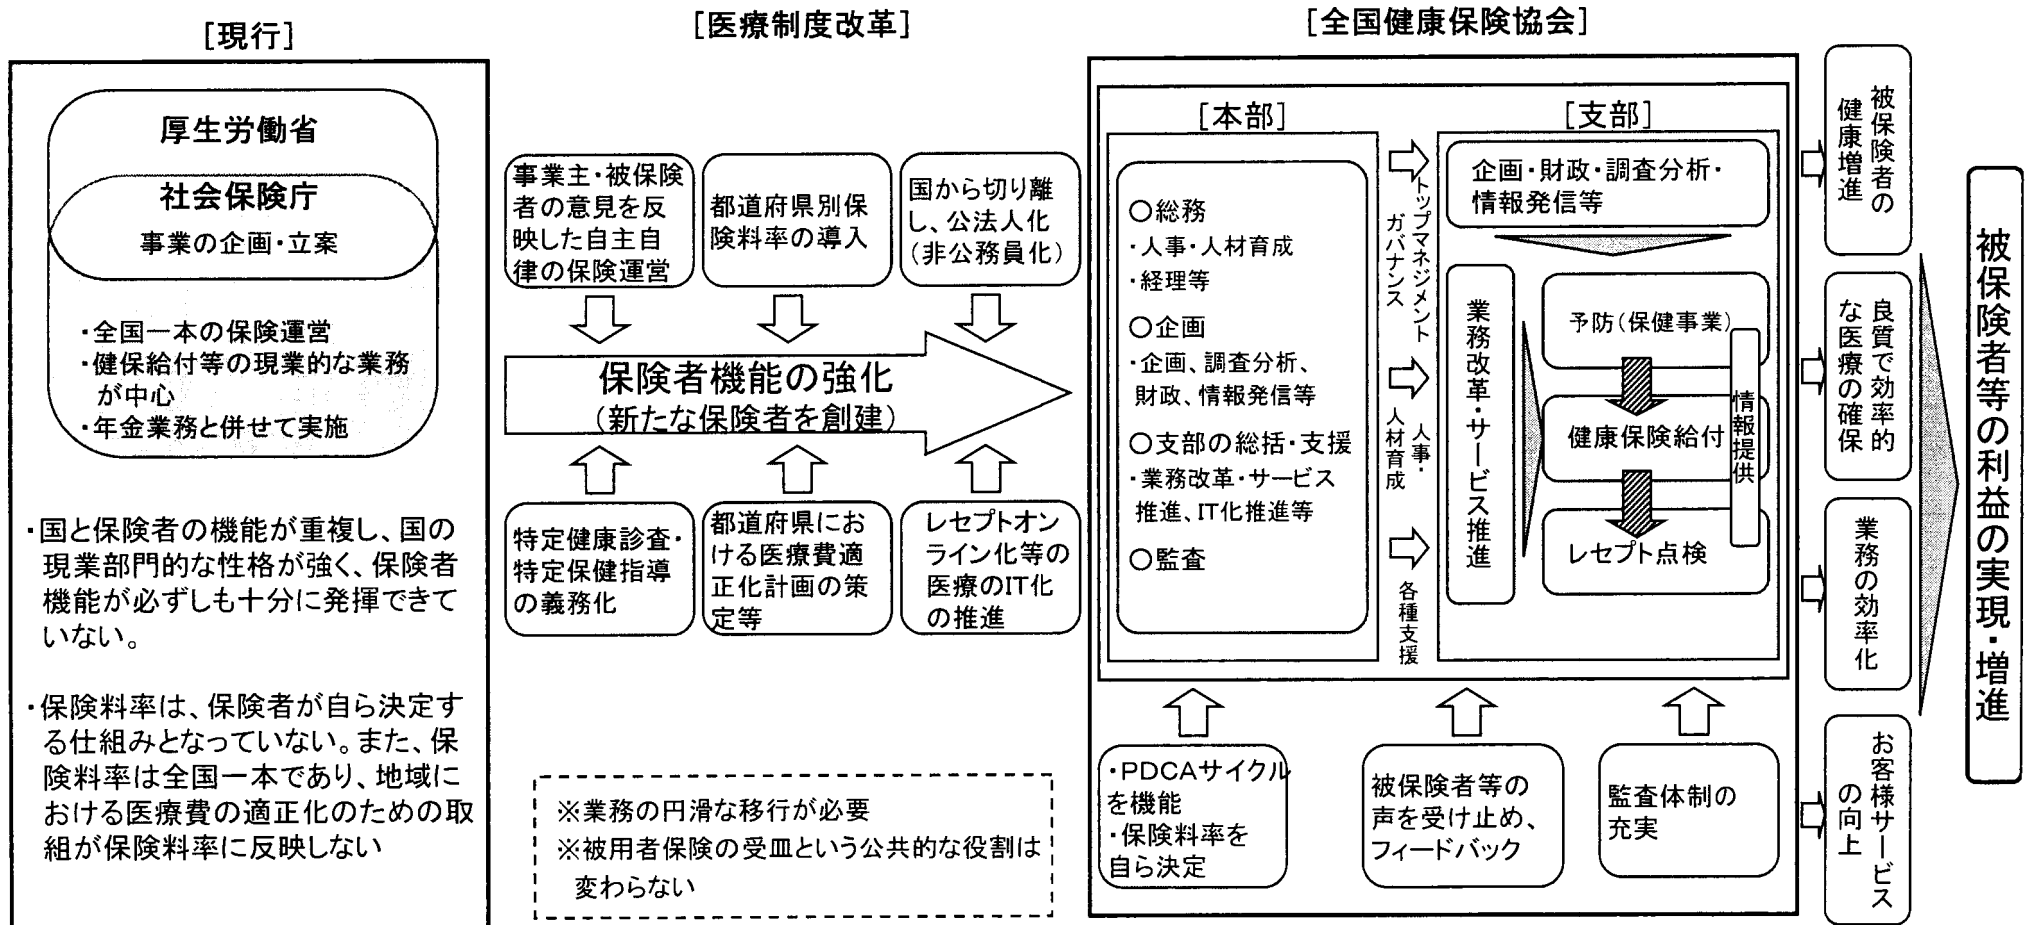 [現行]
厚生労働省
社会保険庁
事業の企画・立案
・全国一本の保険運営
・健保給付等の現業的な業務
が中心
・年金業務と併せて実施
・国と保険者の機能が重複し、国の
現業部門的な性格が強く、保険者
機能が必ずしも十分に発揮できて
いない。
・保険料率は、保険者が自ら決定す
る仕組みとなっていない。また、保
険料率は全国一本であり、地域に
おける医療費の適正化のための取
組が保険料率に反映しない
[医療制度改革]
事業主・被保険
者の意見を反
映した自主自
律の保険運営
都道府県別保
険料率の導入
国から切り離
し、公法人化
(非公務員化)
保険者機能の強化
(新たな保険者を創建)
特定健康診査・
特定保健指導
の義務化
都道府県にお
ける医療費適
正化計画の策
定等
レセプトオン
ライン化等の
医療のIT化
の推進
※業務の円滑な移行が必要
※被用者保険の受皿という公共的な役割は
変わらない
[全国健康保険協会]
[本部]
○総務
・人事・人材育成
・経理等
○企画
・企画、調査分析、
財政、情報発信等
○支部の総括・支援
・業務改革・サービス
推進、IT化推進等
○監査
トップマネジメント
ガバナンス
人事・
人材育成
各種支援
[支部]
企画・財政・調査分析・
情報発信等
業務改革・サービス推進
予防(保健事業)
健康保険給付
レセプト点検
情報提供
・PDCAサイクル
を機能
・保険料率を
自ら決定
被保険者等の
声を受け止め、
フィードバック
監査体制の
充実
被保険者の
健康増進
良質で効率的
な医療の確保
業務の効率化
お客様サービス
の向上
被保険者等の利益の実現・増進